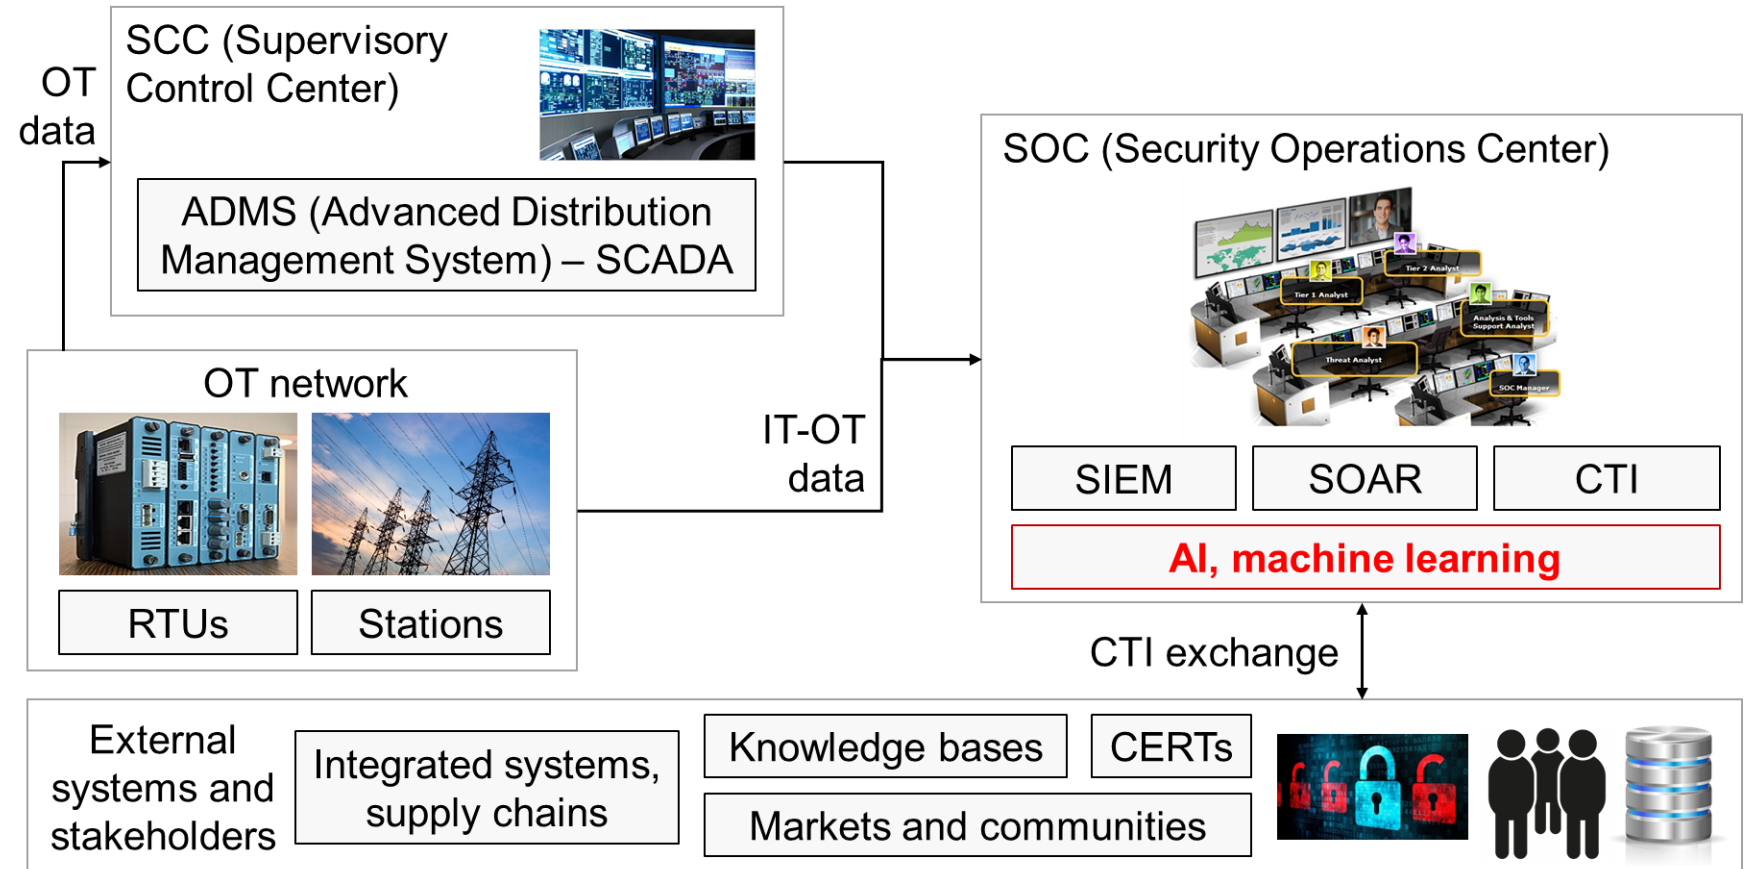 SCC (Supervisory
Control Center)
OT
data
ADMS (Advanced Distribution
Management System) – SCADA
SOC (Security Operations Center)
Tier 2 Analyst
Tier 1 Analyst
Analysis & Tools
Support Analyst
Threat Analyst
SOC Manager
OT network
IT-OT
data
SIEM
SOAR
CTI
AI, machine learning
RTUs
Stations
CTI exchange
External
systems and
stakeholders
Integrated systems,
supply chains
Knowledge bases
CERTs
Markets and communities